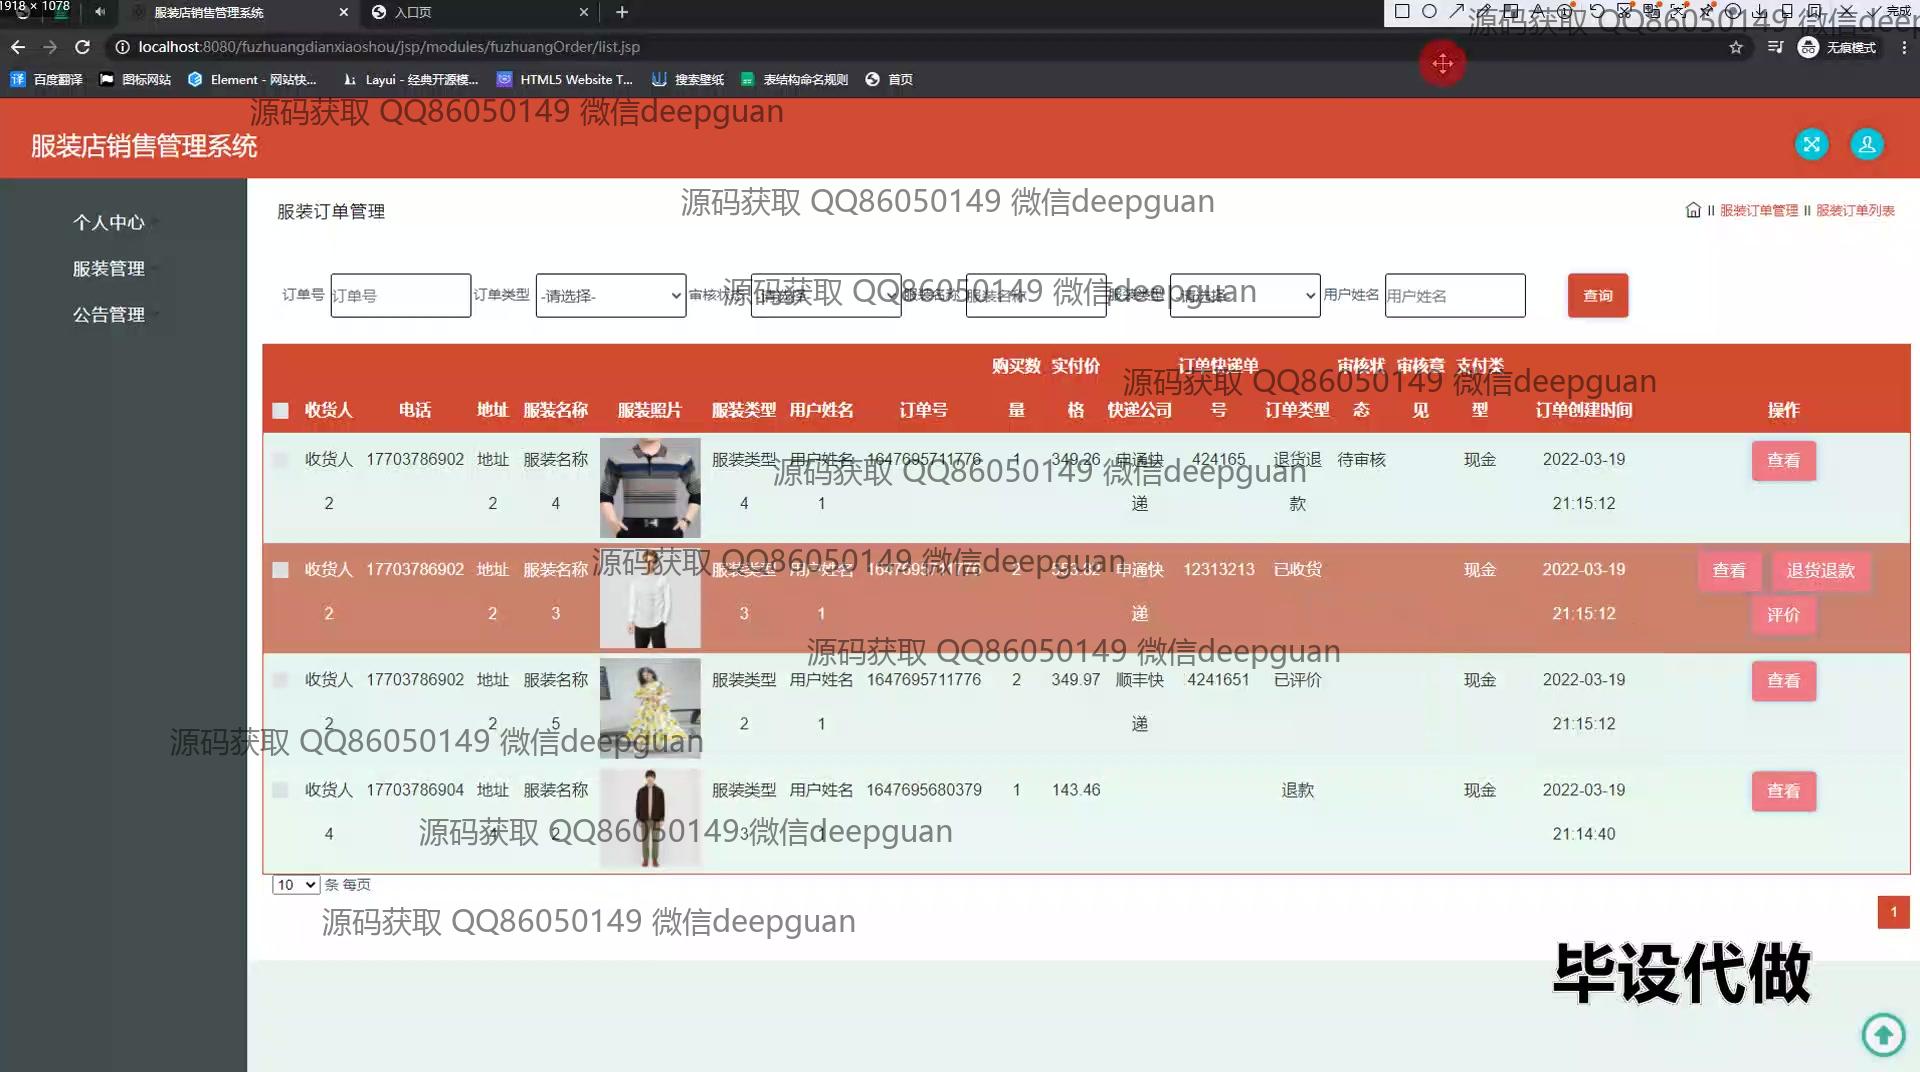 1918 × 1078
服装店销售管理系统
入口页
完成
localhost:8080/fuzhuangdianxiaoshou/jsp/modules/fuzhuangOrder/list.jsp
无痕模式
百度翻译 图标网站 Element - 网站快... Layui - 经典开源模... HTML5 Website T... 搜索壁纸 表结构命名规则 首页
源码获取 QQ86050149 微信deepguan
服装店销售管理系统
个人中心
服装管理
公告管理
服装订单管理
源码获取 QQ86050149 微信deepguan
服装订单管理 II 服装订单列表
订单号 订单号 订单类型 -请选择- 用户姓名 用户姓名 查询
源码获取 QQ86050149 微信deepguan
购买数 实付价 订单快递单 审核状 审核意 支付类
源码获取 QQ86050149 微信deepguan
收货人 电话 地址 服装名称 服装照片 服装类型 用户姓名 订单号 量 格 快递公司 号 订单类型 态 见 型 订单创建时间 操作
收货人 17703786902 地址 服装名称 服装类型 用户姓名 1647695711776 1 349.26 申通快 424165 退货退 待审核 现金 2022-03-19 查看
源码获取 QQ86050149 微信deepguan
2 2 4 4 1 递 款 21:15:12
源码获取 QQ86050149 微信deepguan
收货人 17703786902 地址 服装名称 服装类型 用户姓名 1647695711776 2 申通快 12313213 已收货 现金 2022-03-19 查看 退货退款
2 2 3 3 1 递 21:15:12 评价
源码获取 QQ86050149 微信deepguan
收货人 17703786902 地址 服装名称 服装类型 用户姓名 1647695711776 2 349.97 顺丰快 4241651 已评价 现金 2022-03-19 查看
2 2 5 2 1 递 21:15:12
源码获取 QQ86050149 微信deepguan
收货人 17703786904 地址 服装名称 服装类型 用户姓名 1647695680379 1 143.46 退款 现金 2022-03-19 查看
4 4 2 3 1 21:14:40
源码获取 QQ86050149 微信deepguan
10 条 每页
源码获取 QQ86050149 微信deepguan
1
毕设代做